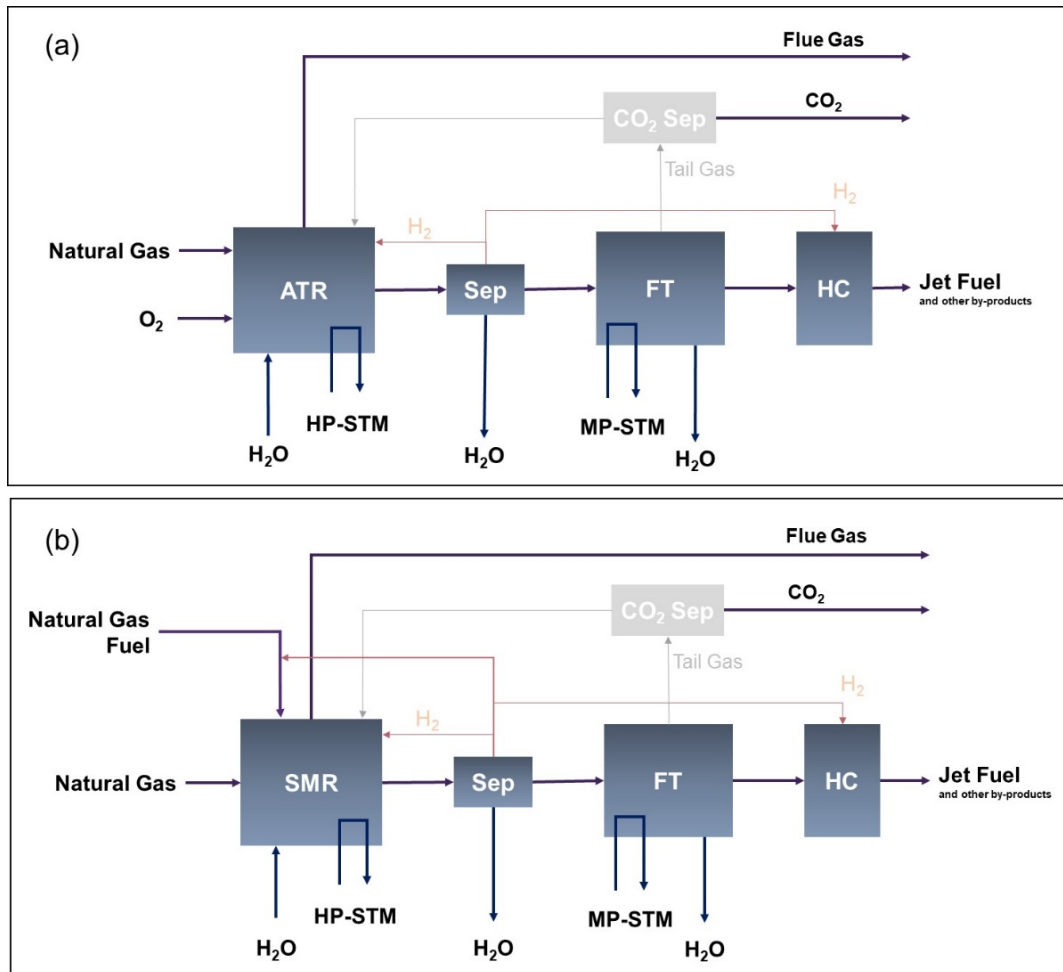 (a)
Flue Gas
CO₂ Sep
CO₂
Tail Gas
H₂
H₂
Natural Gas
ATR
Sep
FT
HC
Jet Fuel
and other by-products
O₂
HP-STM
MP-STM
H₂O
H₂O
H₂O
(b)
Flue Gas
Natural Gas
Fuel
CO₂ Sep
CO₂
Tail Gas
H₂
H₂
Natural Gas
SMR
Sep
FT
HC
Jet Fuel
and other by-products
HP-STM
MP-STM
H₂O
H₂O
H₂O